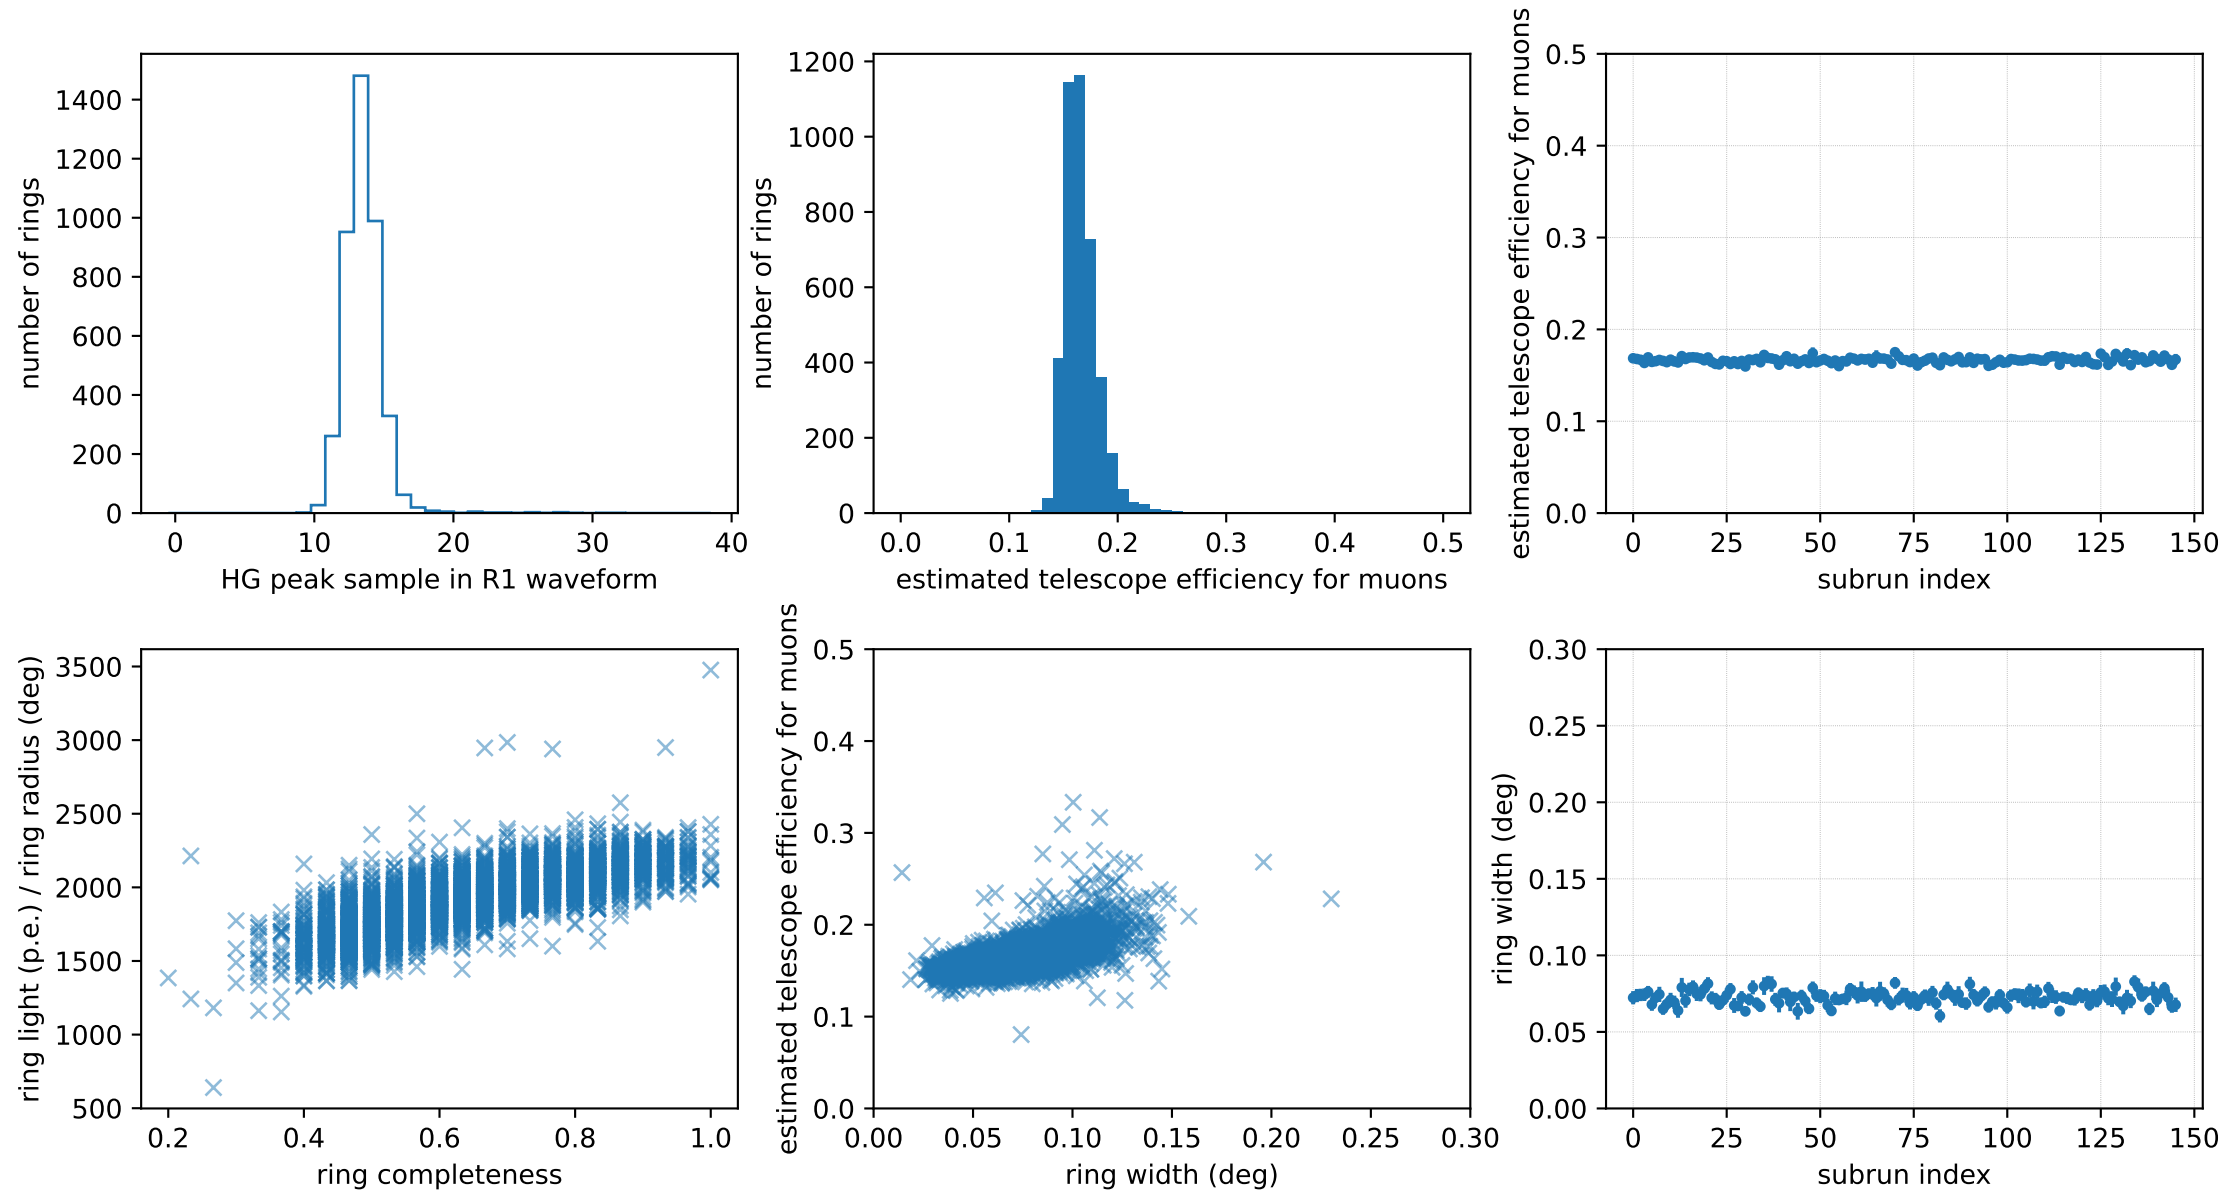 number of rings
1400
1200
1000
800
600
400
200
0
0 10 20 30 40
HG peak sample in R1 waveform
number of rings
1200
1000
800
600
400
200
0
0.0 0.1 0.2 0.3 0.4 0.5
estimated telescope efficiency for muons
estimated telescope efficiency for muons
0.5
0.4
0.3
0.2
0.1
0.0
0 25 50 75 100 125 150
subrun index
ring light (p.e.) / ring radius (deg)
3500
3000
2500
2000
1500
1000
500
0.2 0.4 0.6 0.8 1.0
ring completeness
estimated telescope efficiency for muons
0.5
0.4
0.3
0.2
0.1
0.0
0.00 0.05 0.10 0.15 0.20 0.25 0.30
ring width (deg)
ring width (deg)
0.30
0.25
0.20
0.15
0.10
0.05
0.00
0 25 50 75 100 125 150
subrun index